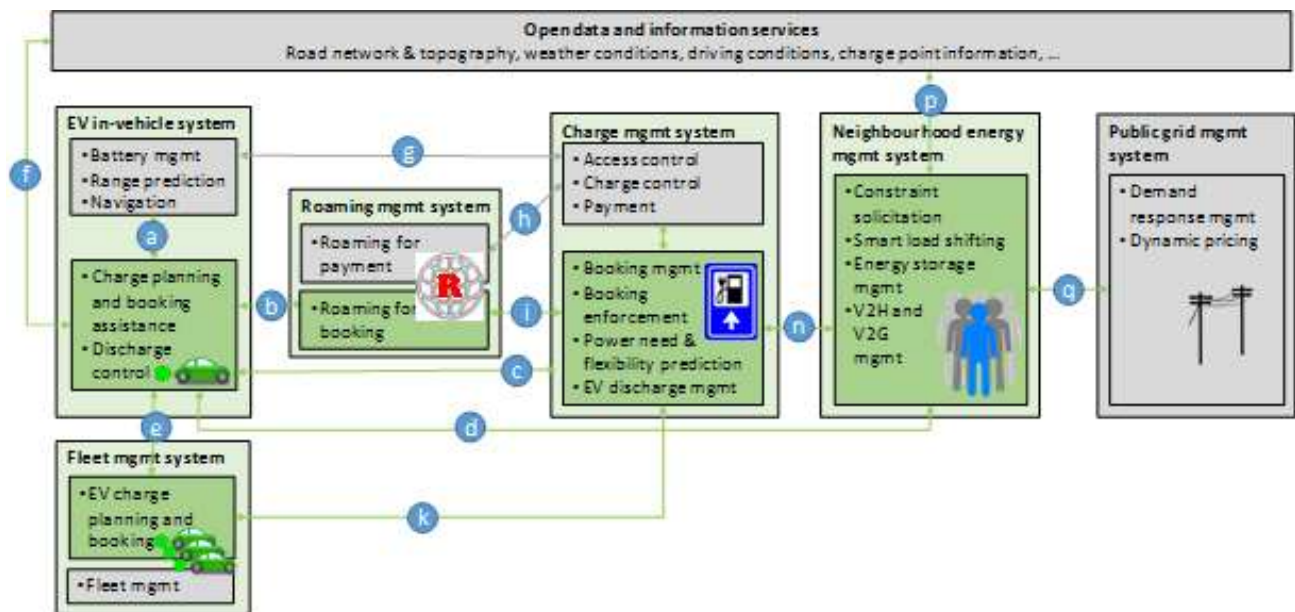 Open data and information services
Road network & topography, weather conditions, driving conditions, charge point information, ...
p
EV in-vehicle system
• Battery mgmt
• Range prediction
• Navigation
f
a
• Charge planning
and booking
assistance
• Discharge
control
g
b
Roaming mgmt system
• Roaming for
payment
R
• Roaming for
booking
h
i
c
d
Charge mgmt system
• Access control
• Charge control
• Payment
• Booking mgmt
• Booking
enforcement
• Power need &
flexibility prediction
• EV discharge mgmt
n
Neighbourhood energy
mgmt system
• Constraint
solicitation
• Smart load shifting
• Energy storage
mgmt
• V2H and
V2G
mgmt
q
Public grid mgmt
system
• Demand
response mgmt
• Dynamic pricing
e
Fleet mgmt system
• EV charge
planning and
booking
• Fleet mgmt
k